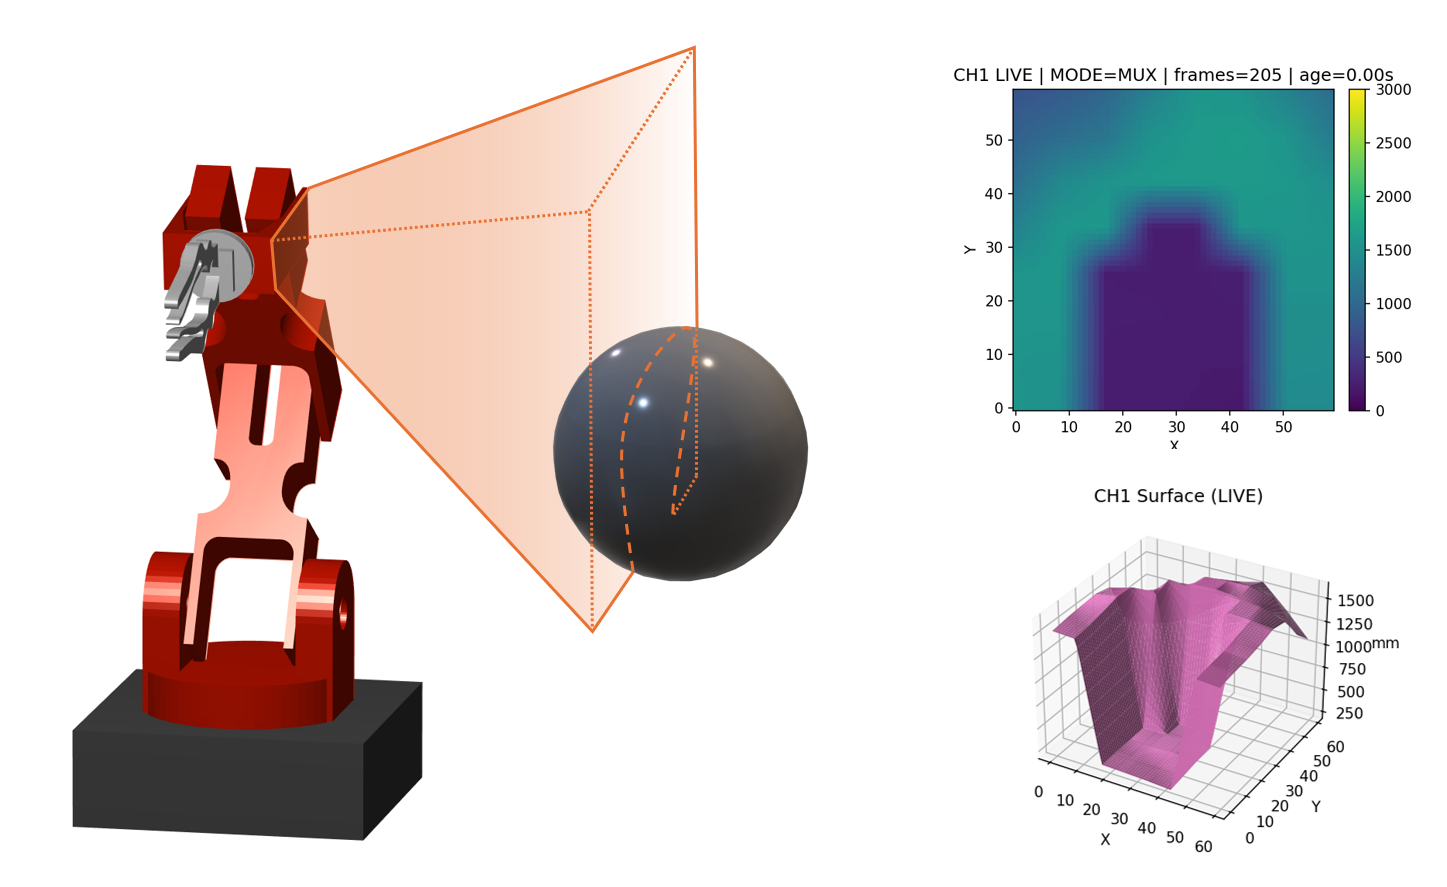 CH1 LIVE | MODE=MUX | frames=205 | age=0.00s
3000
2500
2000
1500
1000
500
0
Y
50
40
30
20
10
0
0 10 20 30 40 50
X
CH1 Surface (LIVE)
1500
1250
1000
750
500
250
mm
0 10 20 30 40 50 60
X
0 10 20 30 40 50 60
Y